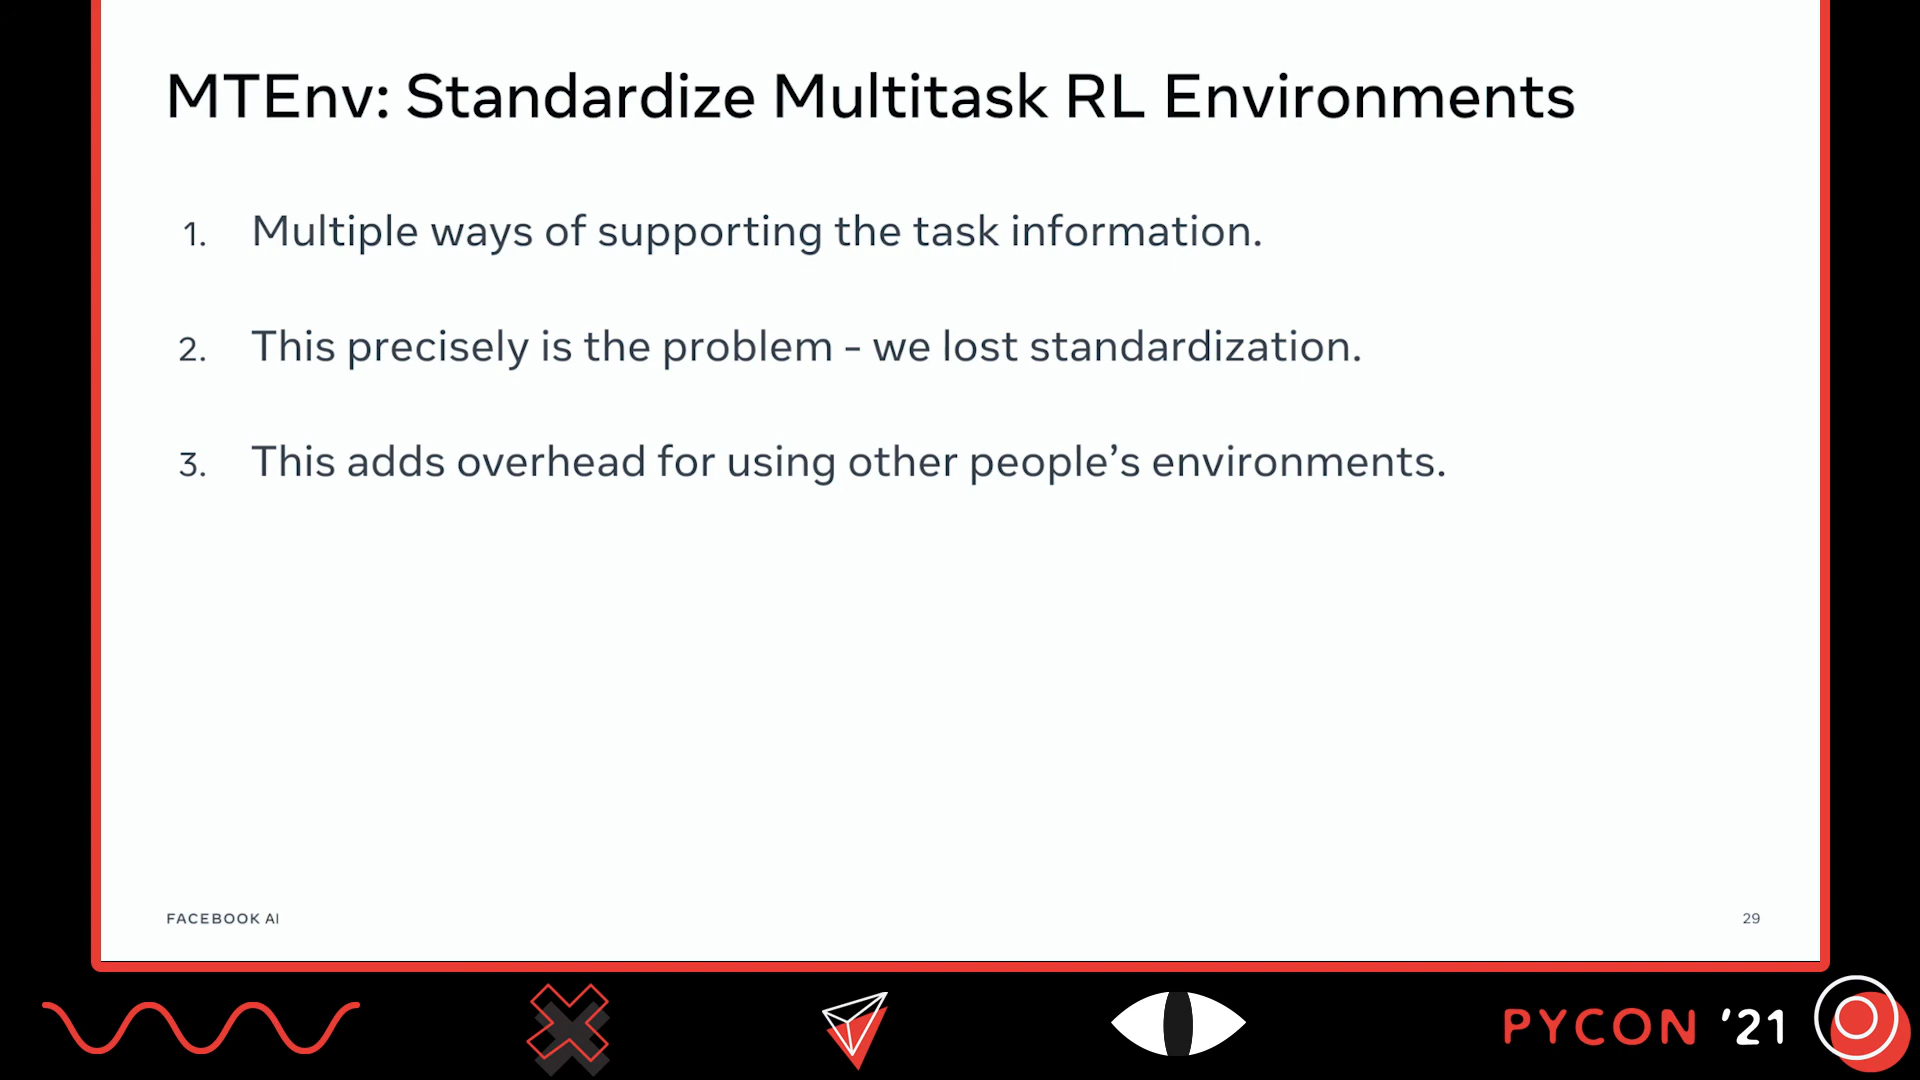 MTEnv: Standardize Multitask RL Environments
1. Multiple ways of supporting the task information.
2. This precisely is the problem - we lost standardization.
3. This adds overhead for using other people’s environments.
FACEBOOK AI
29
PYCON ’21